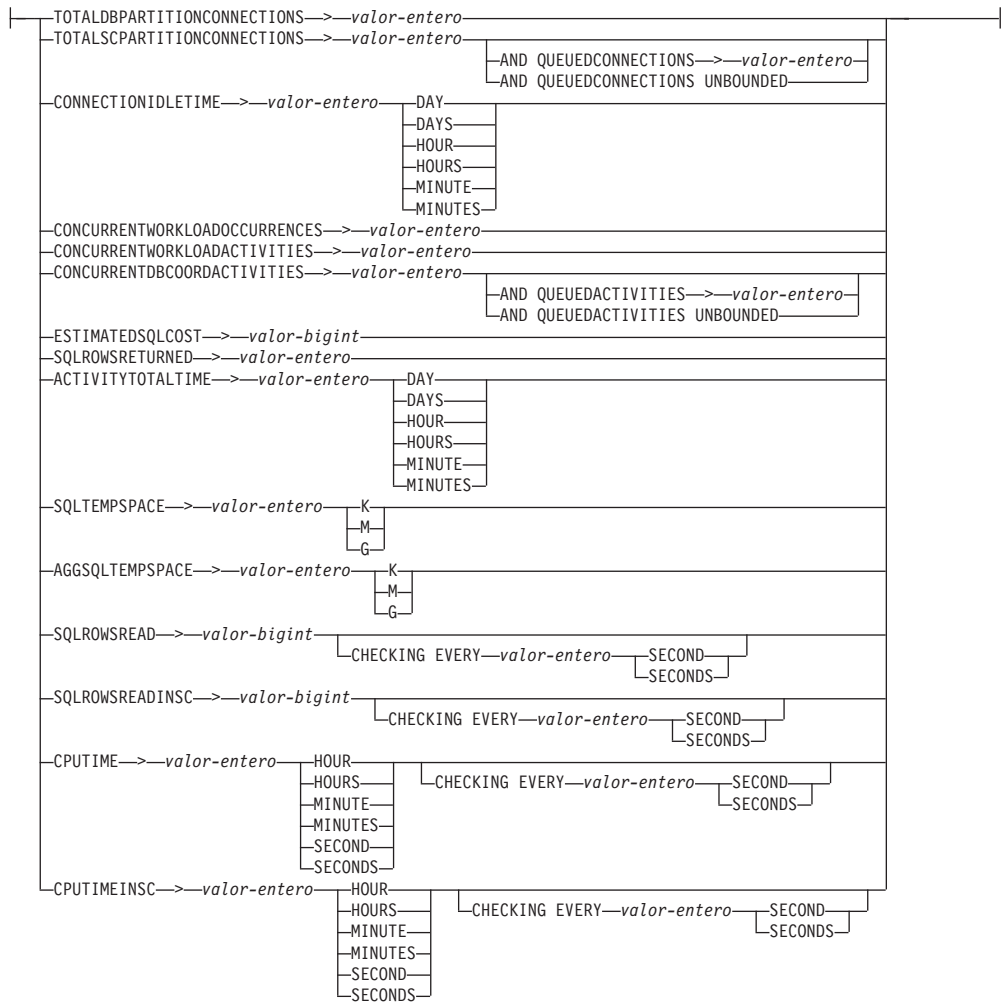 TOTALDBPARTITIONCONNECTIONS > valor-entero
TOTALSCPARTITIONCONNECTIONS > valor-entero
AND QUEUEDCONNECTIONS > valor-entero
AND QUEUEDCONNECTIONS UNBOUNDED
CONNECTIONIDLETIME > valor-entero DAY
DAYS
HOUR
HOURS
MINUTE
MINUTES
CONCURRENTWORKLOADOCCURRENCES > valor-entero
CONCURRENTWORKLOADACTIVITIES > valor-entero
CONCURRENTDBCOORDACTIVITIES > valor-entero
AND QUEUEDACTIVITIES > valor-entero
AND QUEUEDACTIVITIES UNBOUNDED
ESTIMATEDSQLCOST > valor-bigint
SQLROWSRETURNED > valor-entero
ACTIVITYTOTALTIME > valor-entero DAY
DAYS
HOUR
HOURS
MINUTE
MINUTES
SQLTEMPSPACE > valor-entero K
M
G
AGGSQLTEMPSPACE > valor-entero K
M
G
SQLROWSREAD > valor-bigint
CHECKING EVERY valor-entero SECOND
SECONDS
SQLROWSREADINSC > valor-bigint
CHECKING EVERY valor-entero SECOND
SECONDS
CPUTIME > valor-entero HOUR
HOURS
CHECKING EVERY valor-entero SECOND
MINUTE
SECONDS
MINUTES
SECOND
SECONDS
CPUTIMEINSC > valor-entero HOUR
HOURS
CHECKING EVERY valor-entero SECOND
MINUTE
SECONDS
MINUTES
SECOND
SECONDS